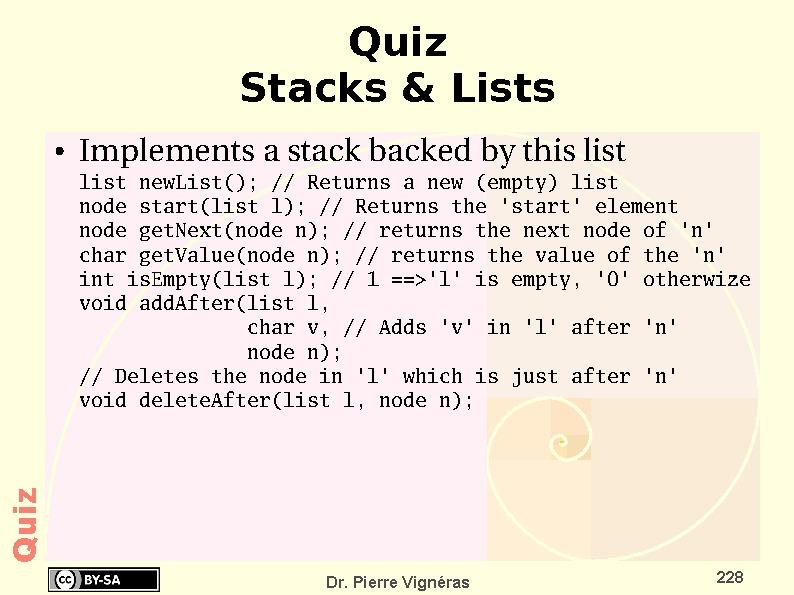 Quiz
Stacks & Lists
• Implements a stack backed by this list
list newList(); // Returns a new (empty) list
node start(list l); // Returns the 'start' element
node getNext(node n); // returns the next node of 'n'
char getValue(node n); // returns the value of the 'n'
int isEmpty(list l); // 1 ==>'l' is empty, '0' otherwize
void addAfter(list l,
char v, // Adds 'v' in 'l' after 'n'
node n);
// Deletes the node in 'l' which is just after 'n'
void deleteAfter(list l, node n);
Quiz
cc BY-SA
Dr. Pierre Vignéras
228